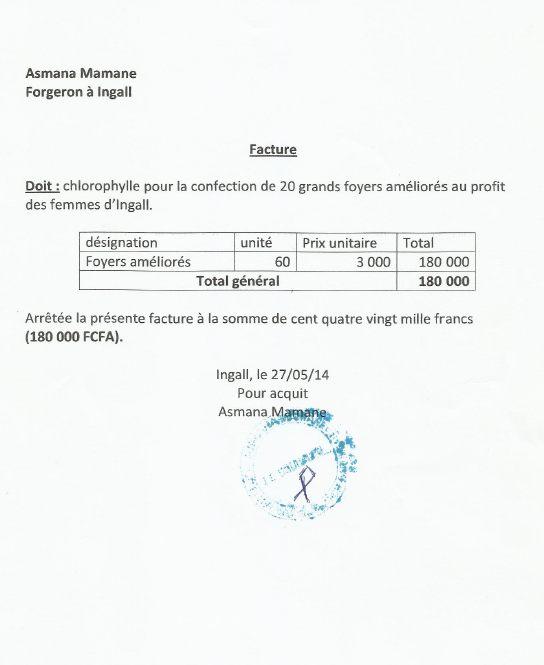 Asmana Mamane
Forgeron à Ingall
Facture
Doit : chlorophylle pour la confection de 20 grands foyers améliorés au profit
des femmes d'Ingall.
désignation unité Prix unitaire Total
Foyers améliorés 60 3 000 180 000
Total général 180 000
Arrêtée la présente facture à la somme de cent quatre vingt mille francs
(180 000 FCFA).
Ingall, le 27/05/14
Pour acquit
Asmana Mamane